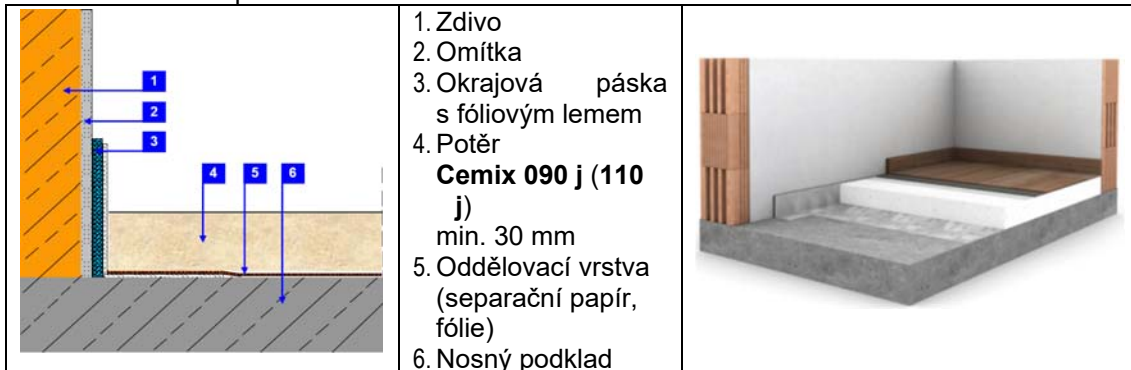 1
2
3
4
5
6
1. Zdivo
2. Omítka
3. Okrajová páska
s fóliovým lemem
4. Potěr
Cemix 090 j (110
j)
min. 30 mm
5. Oddělovací vrstva
(separační papír,
fólie)
6. Nosný podklad